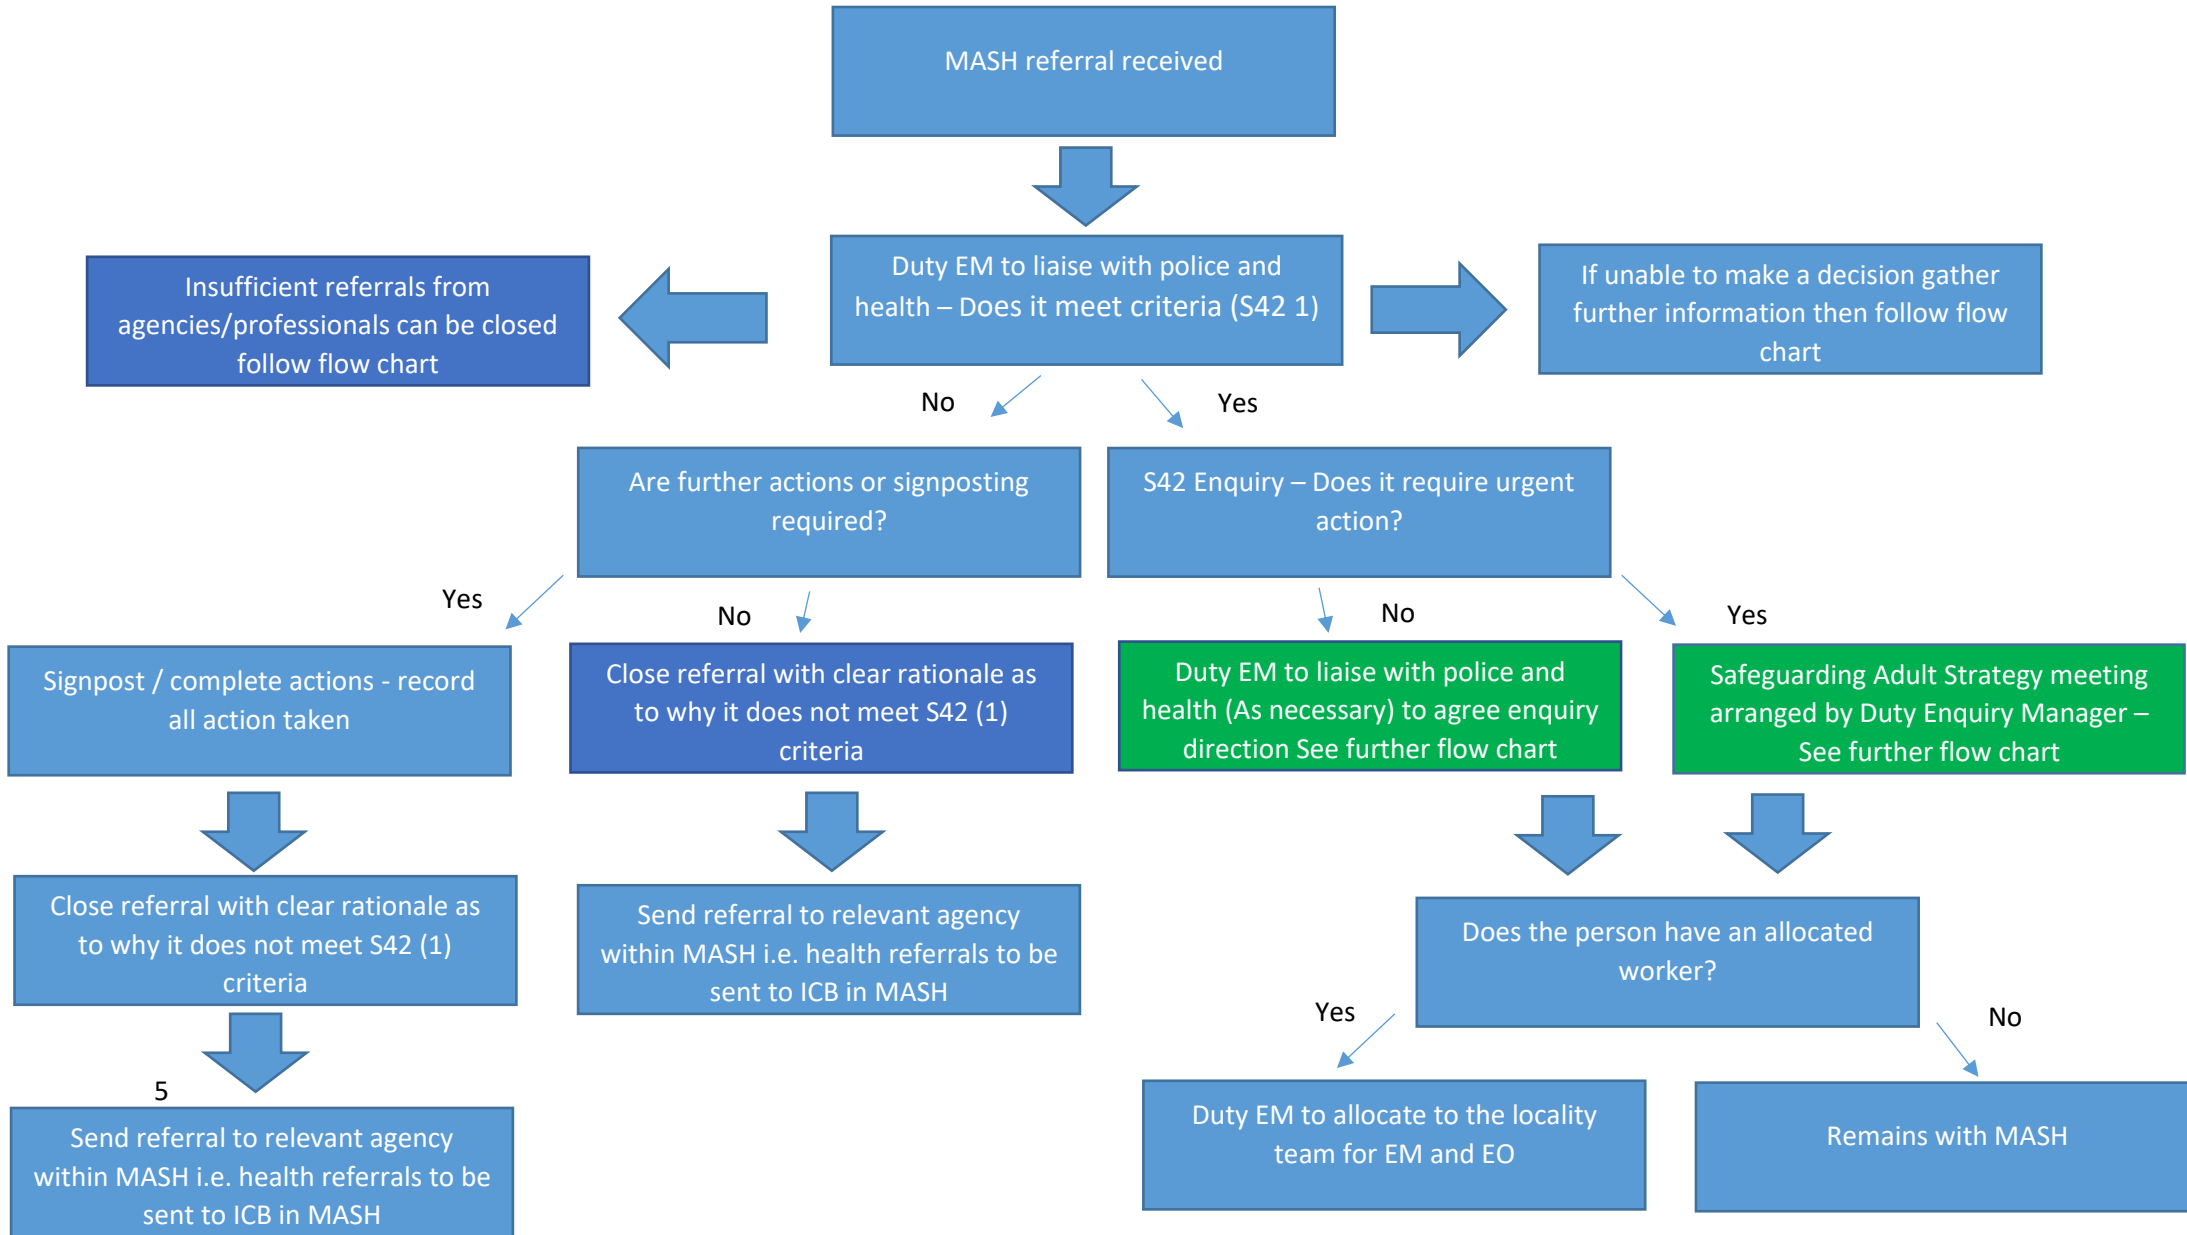 MASH referral received
Insufficient referrals from
agencies/professionals can be closed
follow flow chart
Duty EM to liaise with police and
health – Does it meet criteria (S42 1)
If unable to make a decision gather
further information then follow flow
chart
No
Yes
Are further actions or signposting
required?
S42 Enquiry – Does it require urgent
action?
Yes
No
No
Yes
Signpost / complete actions - record
all action taken
Close referral with clear rationale as
to why it does not meet S42 (1)
criteria
Duty EM to liaise with police and
health (As necessary) to agree enquiry
direction See further flow chart
Safeguarding Adult Strategy meeting
arranged by Duty Enquiry Manager –
See further flow chart
Close referral with clear rationale as
to why it does not meet S42 (1)
criteria
Send referral to relevant agency
within MASH i.e. health referrals to be
sent to ICB in MASH
Does the person have an allocated
worker?
Yes
No
5
Send referral to relevant agency
within MASH i.e. health referrals to be
sent to ICB in MASH
Duty EM to allocate to the locality
team for EM and EO
Remains with MASH